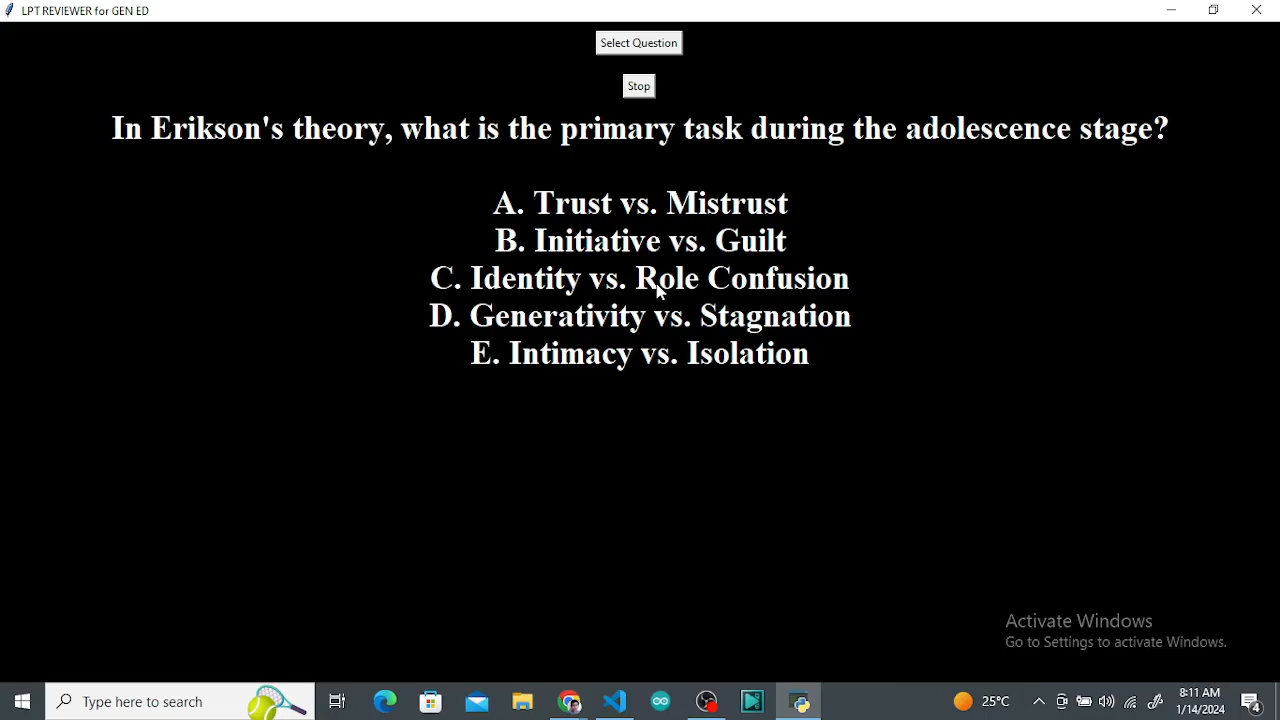 LPT REVIEWER for GEN ED
Select Question
Stop
In Erikson's theory, what is the primary task during the adolescence stage?
A. Trust vs. Mistrust
B. Initiative vs. Guilt
C. Identity vs. Role Confusion
D. Generativity vs. Stagnation
E. Intimacy vs. Isolation
Activate Windows
Go to Settings to activate Windows.
Type here to search
25°C
8:11 AM
1/14/2024
4